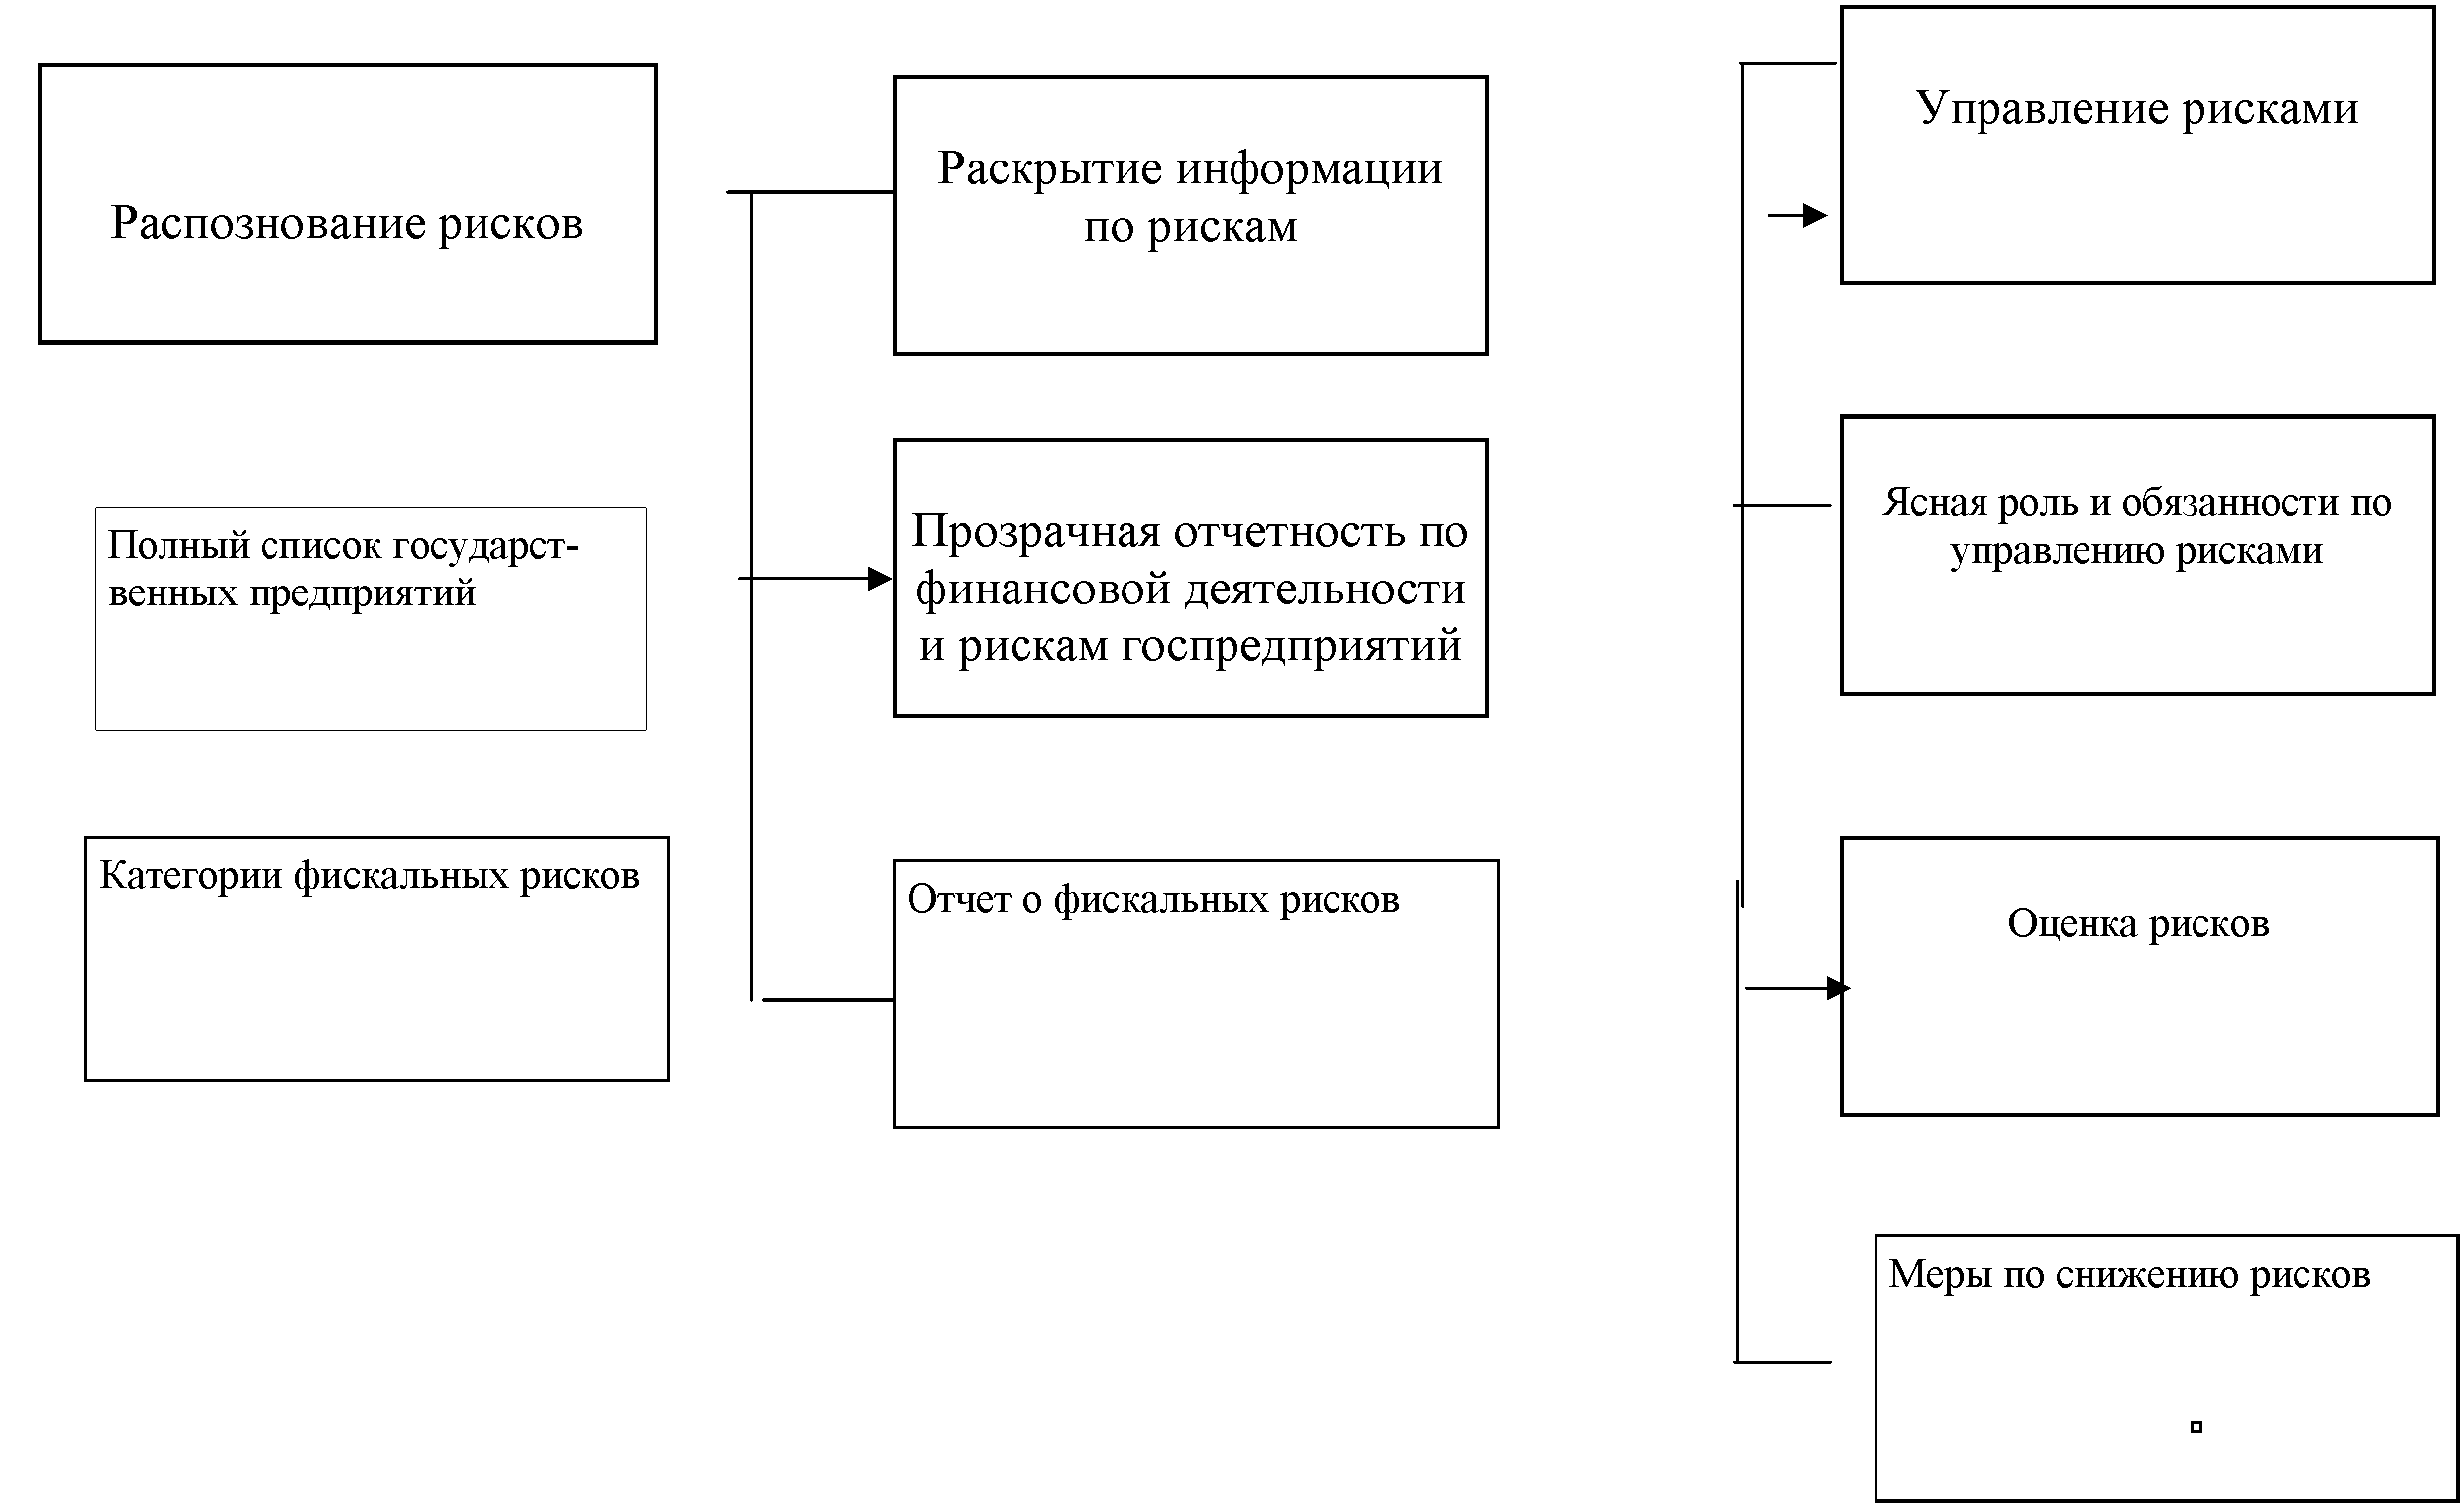 Распознование рисков
Полный список государст-
венных предприятий
Категории фискальных рисков
Раскрытие информации
по рискам
Прозрачная отчетность по
финансовой деятельности
и рискам госпредприятий
Отчет о фискальных рисков
Управление рисками
Ясная роль и обязанности по
управлению рисками
Оценка рисков
Меры по снижению рисков